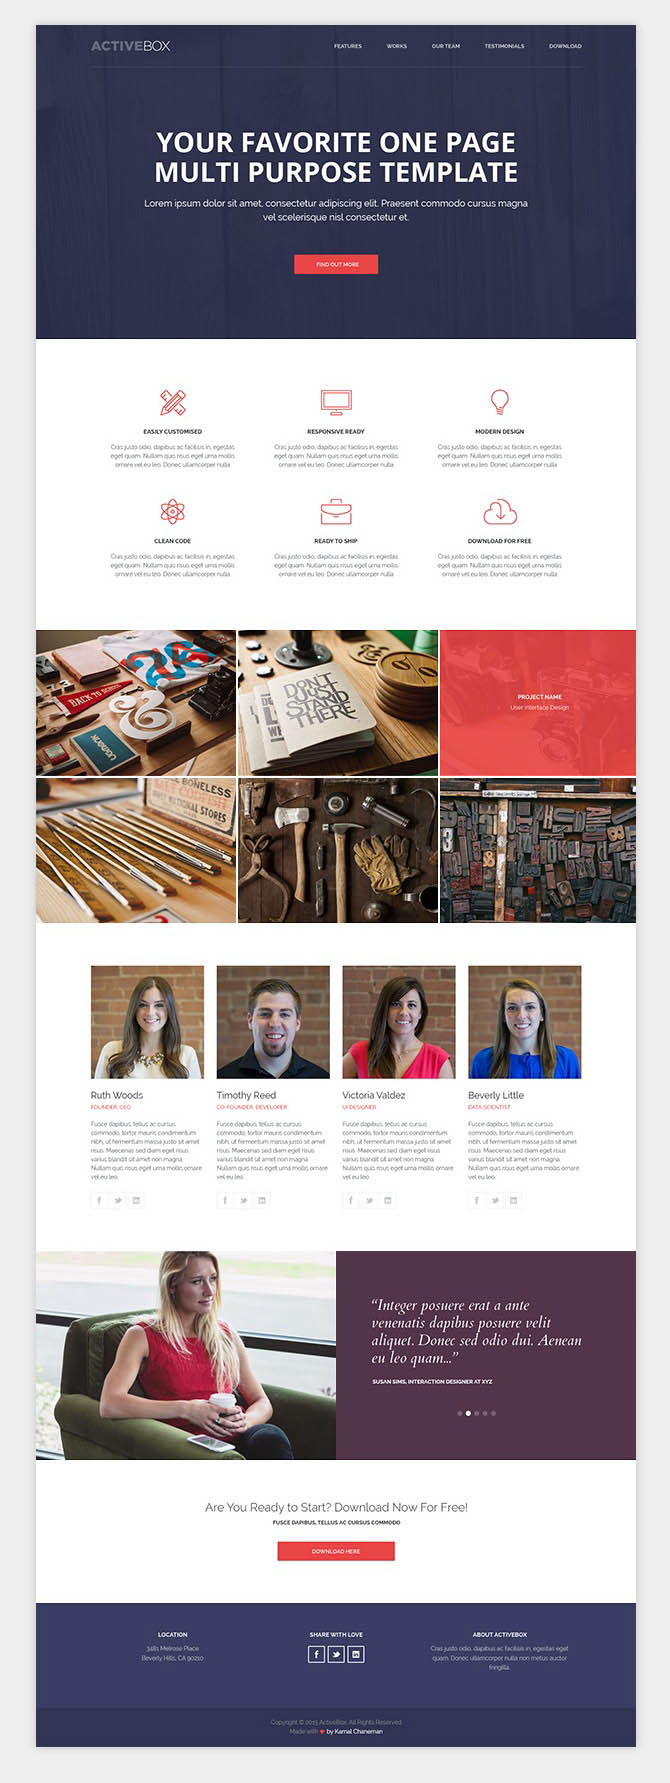 ACTIVEBOX
FEATURES WORKS OUR TEAM TESTIMONIALS DOWNLOAD
YOUR FAVORITE ONE PAGE
MULTI PURPOSE TEMPLATE
Lorem ipsum dolor sit amet, consectetur adipiscing elit. Praesent commodo cursus magna
vel scelerisque nisl consectetur et.
FIND OUT MORE
EASILY CUSTOMISED
Cras justo odio, dapibus ac facilisis in, egestas
eget quam. Nullam quis risus eget urna mollis
ornare vel eu leo. Donec ullamcorper nulla
RESPONSIVE READY
Cras justo odio, dapibus ac facilisis in, egestas
eget quam. Nullam quis risus eget urna mollis
ornare vel eu leo. Donec ullamcorper nulla
MODERN DESIGN
Cras justo odio, dapibus ac facilisis in, egestas
eget quam. Nullam quis risus eget urna mollis
ornare vel eu leo. Donec ullamcorper nulla
CLEAN CODE
Cras justo odio, dapibus ac facilisis in, egestas
eget quam. Nullam quis risus eget urna mollis
ornare vel eu leo. Donec ullamcorper nulla
READY TO SHIP
Cras justo odio, dapibus ac facilisis in, egestas
eget quam. Nullam quis risus eget urna mollis
ornare vel eu leo. Donec ullamcorper nulla
DOWNLOAD FOR FREE
Cras justo odio, dapibus ac facilisis in, egestas
eget quam. Nullam quis risus eget urna mollis
ornare vel eu leo. Donec ullamcorper nulla
BACK TO SCHOOL
DON'T
JUST
STAND
THERE
PROJECT NAME
User Interface Design
BONELESS
NATIONAL STORES
Ruth Woods
FOUNDER, CEO
Fusce dapibus, tellus ac cursus
commodo, tortor mauris condimentum
nibh, ut fermentum massa justo sit amet
risus. Maecenas sed diam eget risus
varius blandit sit amet non magna.
Nullam quis risus eget urna mollis ornare
vel eu leo.
Timothy Reed
CO-FOUNDER, DEVELOPER
Fusce dapibus, tellus ac cursus
commodo, tortor mauris condimentum
nibh, ut fermentum massa justo sit amet
risus. Maecenas sed diam eget risus
varius blandit sit amet non magna.
Nullam quis risus eget urna mollis ornare
vel eu leo.
Victoria Valdez
UI DESIGNER
Fusce dapibus, tellus ac cursus
commodo, tortor mauris condimentum
nibh, ut fermentum massa justo sit amet
risus. Maecenas sed diam eget risus
varius blandit sit amet non magna.
Nullam quis risus eget urna mollis ornare
vel eu leo.
Beverly Little
DATA SCIENTIST
Fusce dapibus, tellus ac cursus
commodo, tortor mauris condimentum
nibh, ut fermentum massa justo sit amet
risus. Maecenas sed diam eget risus
varius blandit sit amet non magna.
Nullam quis risus eget urna mollis ornare
vel eu leo.
“Integer posuere erat a ante
venenatis dapibus posuere velit
aliquet. Donec sed odio dui. Aenean
eu leo quam...”
SUSAN SIMS, INTERACTION DESIGNER AT XYZ
Are You Ready to Start? Download Now For Free!
FUSCE DAPIBUS, TELLUS AC CURSUS COMMODO
DOWNLOAD HERE
LOCATION
3481 Melrose Place
Beverly Hills, CA 90210
SHARE WITH LOVE
ABOUT ACTIVEBOX
Cras justo odio, dapibus ac facilisis in, egestas eget
quam. Donec ullamcorper nulla non metus auctor
fringilla.
Copyright © 2015 ActiveBox. All Rights Reserved.
Made with ♥ by Kamal Chaneman